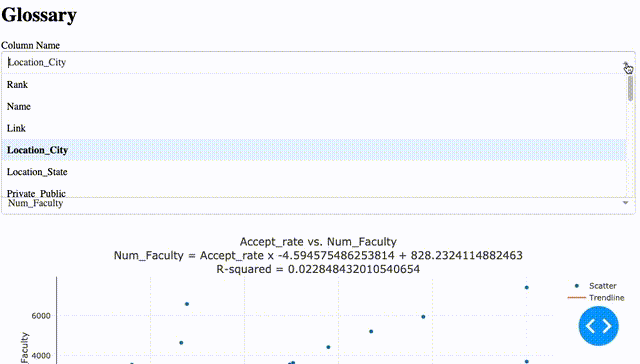 Glossary
Column Name
Location_City
Rank
Name
Link
Location_City
Location_State
Private_Public
Num_Faculty
Accept_rate vs. Num_Faculty
Num_Faculty = Accept_rate x -4.594575486253814 + 828.2324114882463
R-squared = 0.022848432010540654
Scatter
Trendline
6000
4000
Faculty